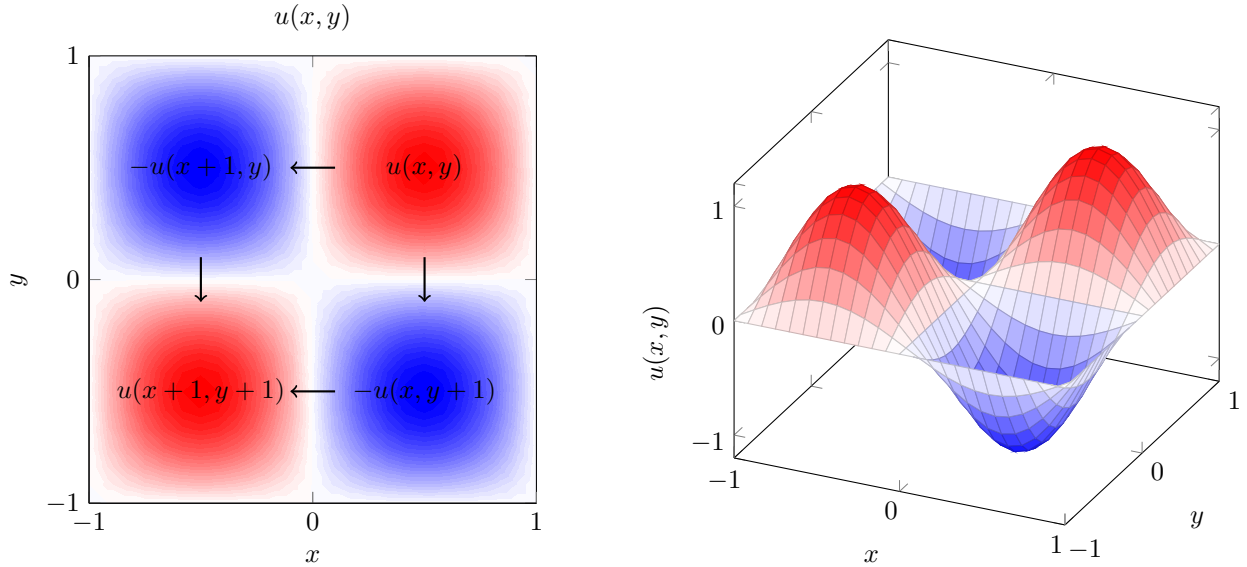 u(x, y)
1
−u(x + 1, y)
u(x, y)
y
0
u(x+1, y+1)
−u(x, y+1)
−1
−1
0
1
x
u(x, y)
1
0
−1
−1
0
1
x
−1
0
1
y